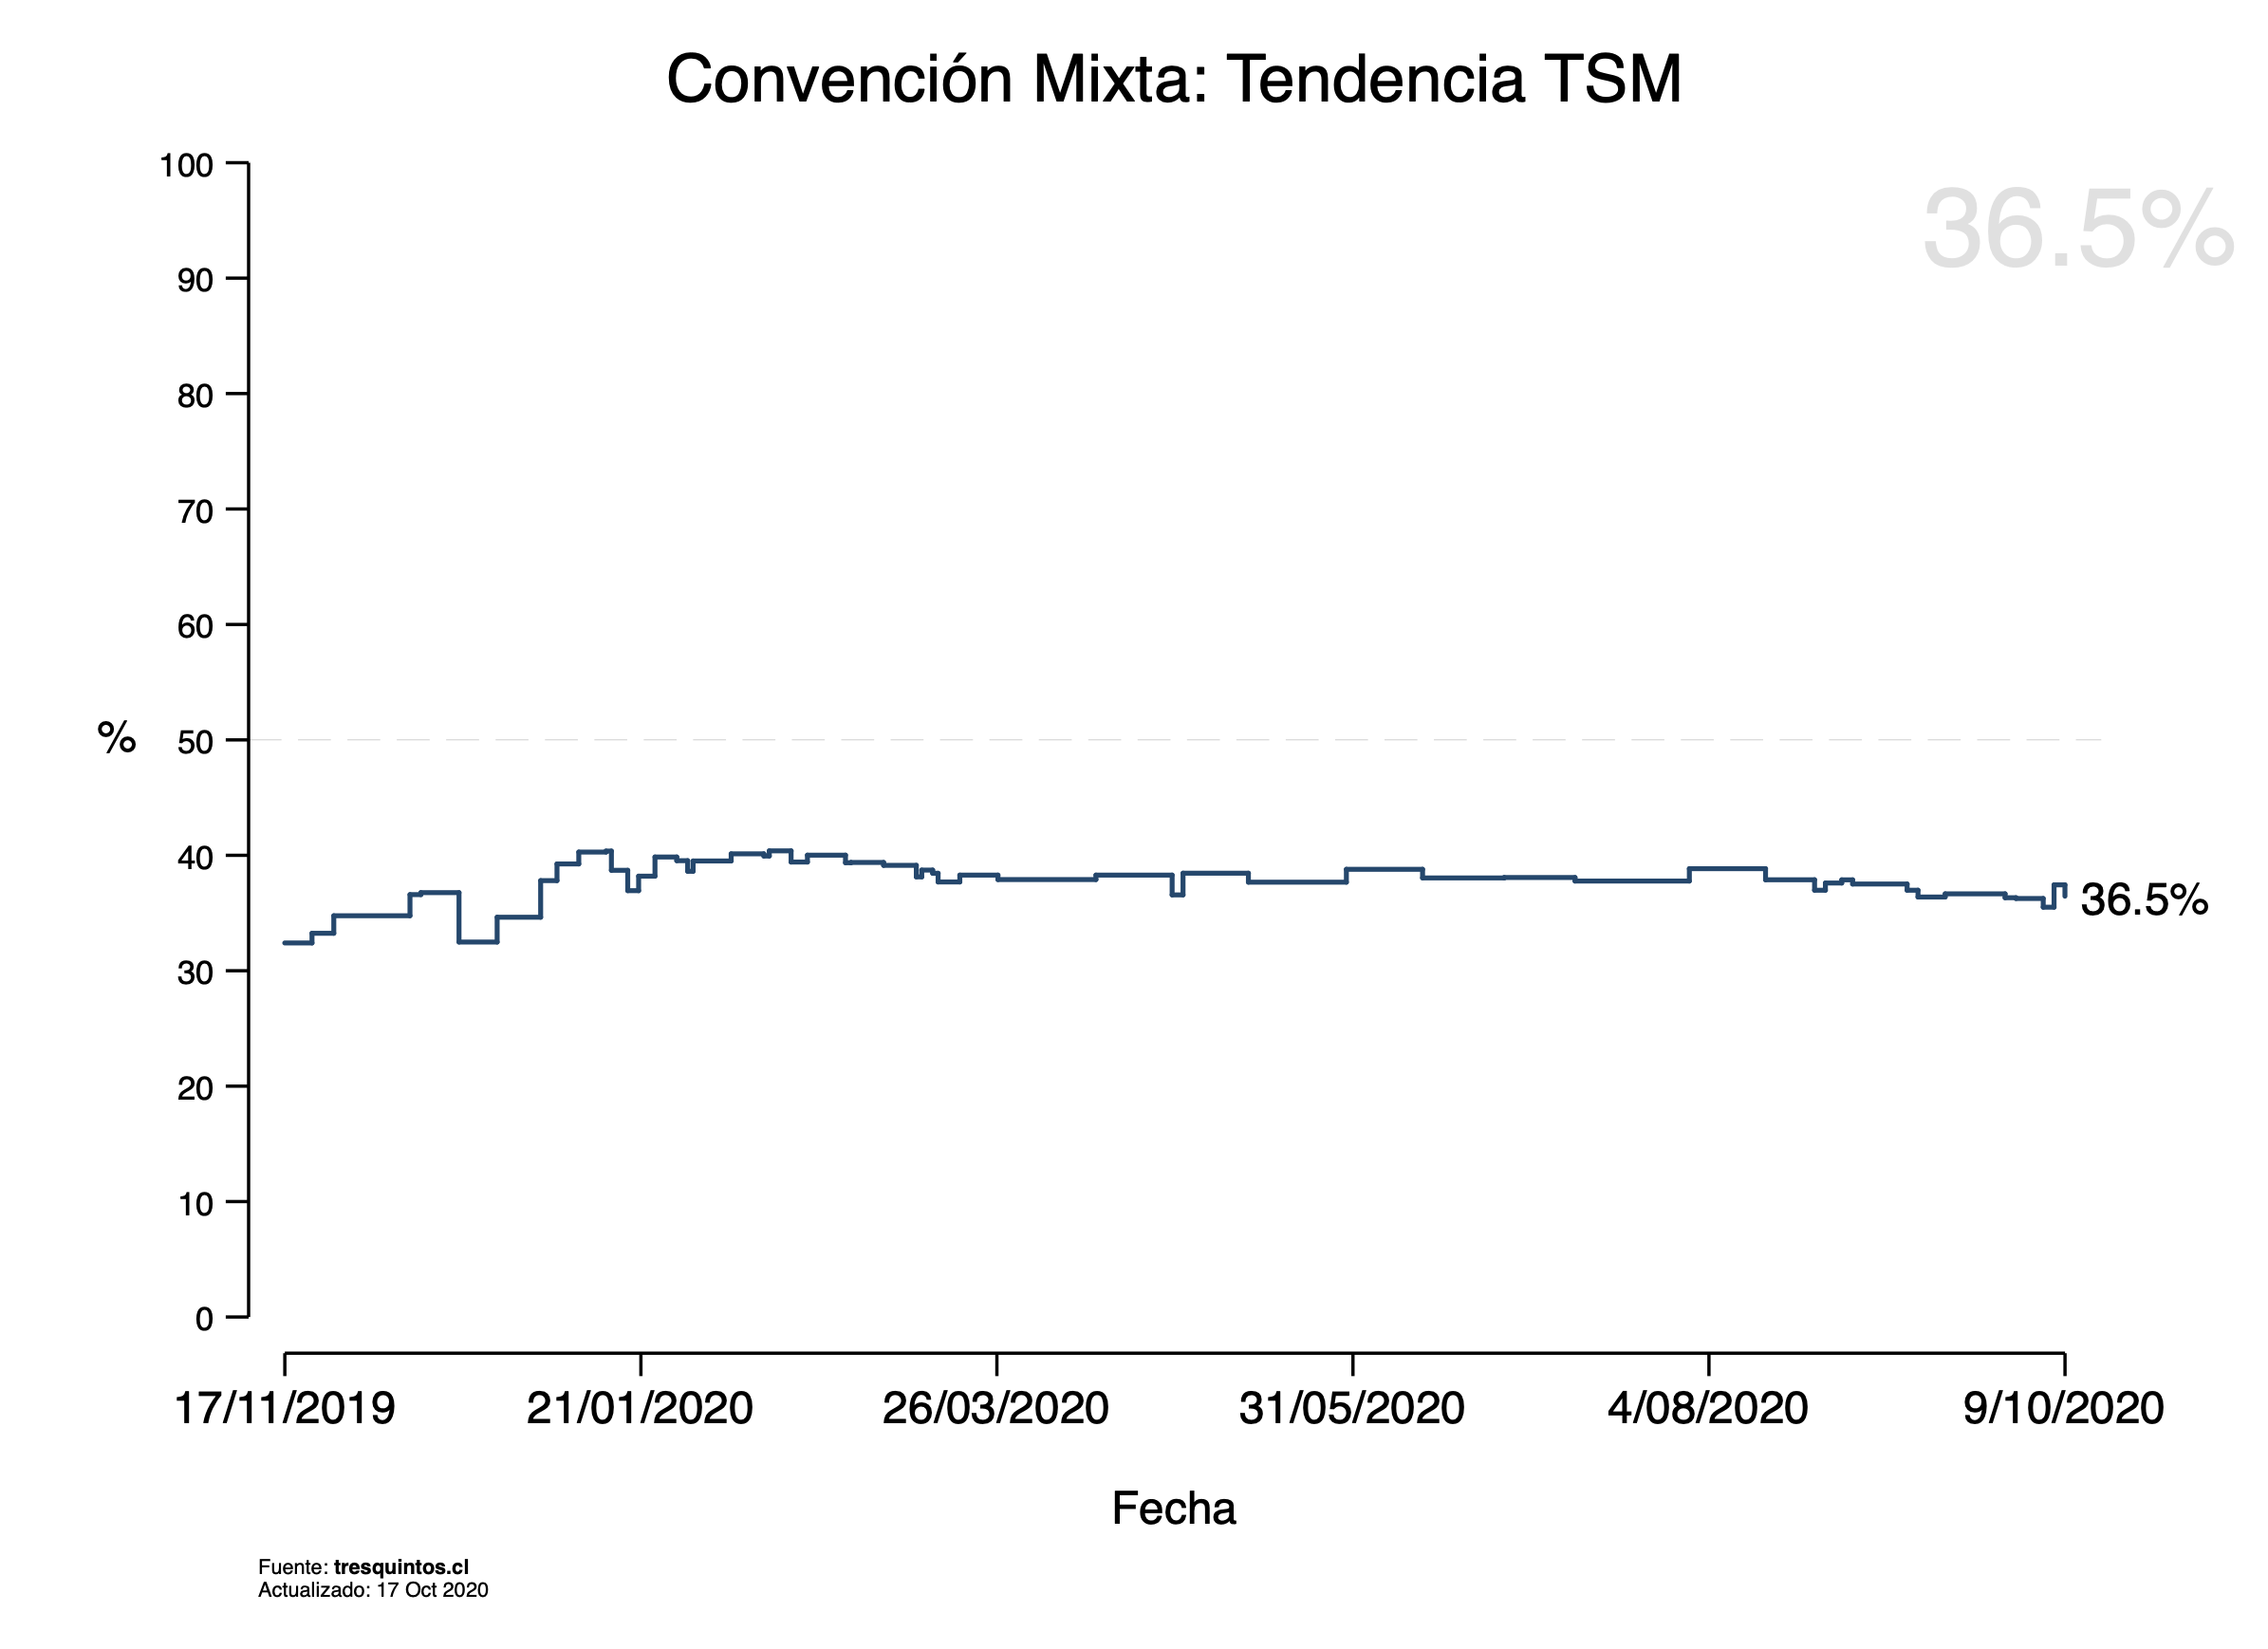 Convención Mixta: Tendencia TSM
36.5%
100
90
80
70
60
% 50
40
36.5%
30
20
10
0
17/11/2019 21/01/2020 26/03/2020 31/05/2020 4/08/2020 9/10/2020
Fecha
Fuente: tresquintos.cl
Actualizado: 17 Oct 2020